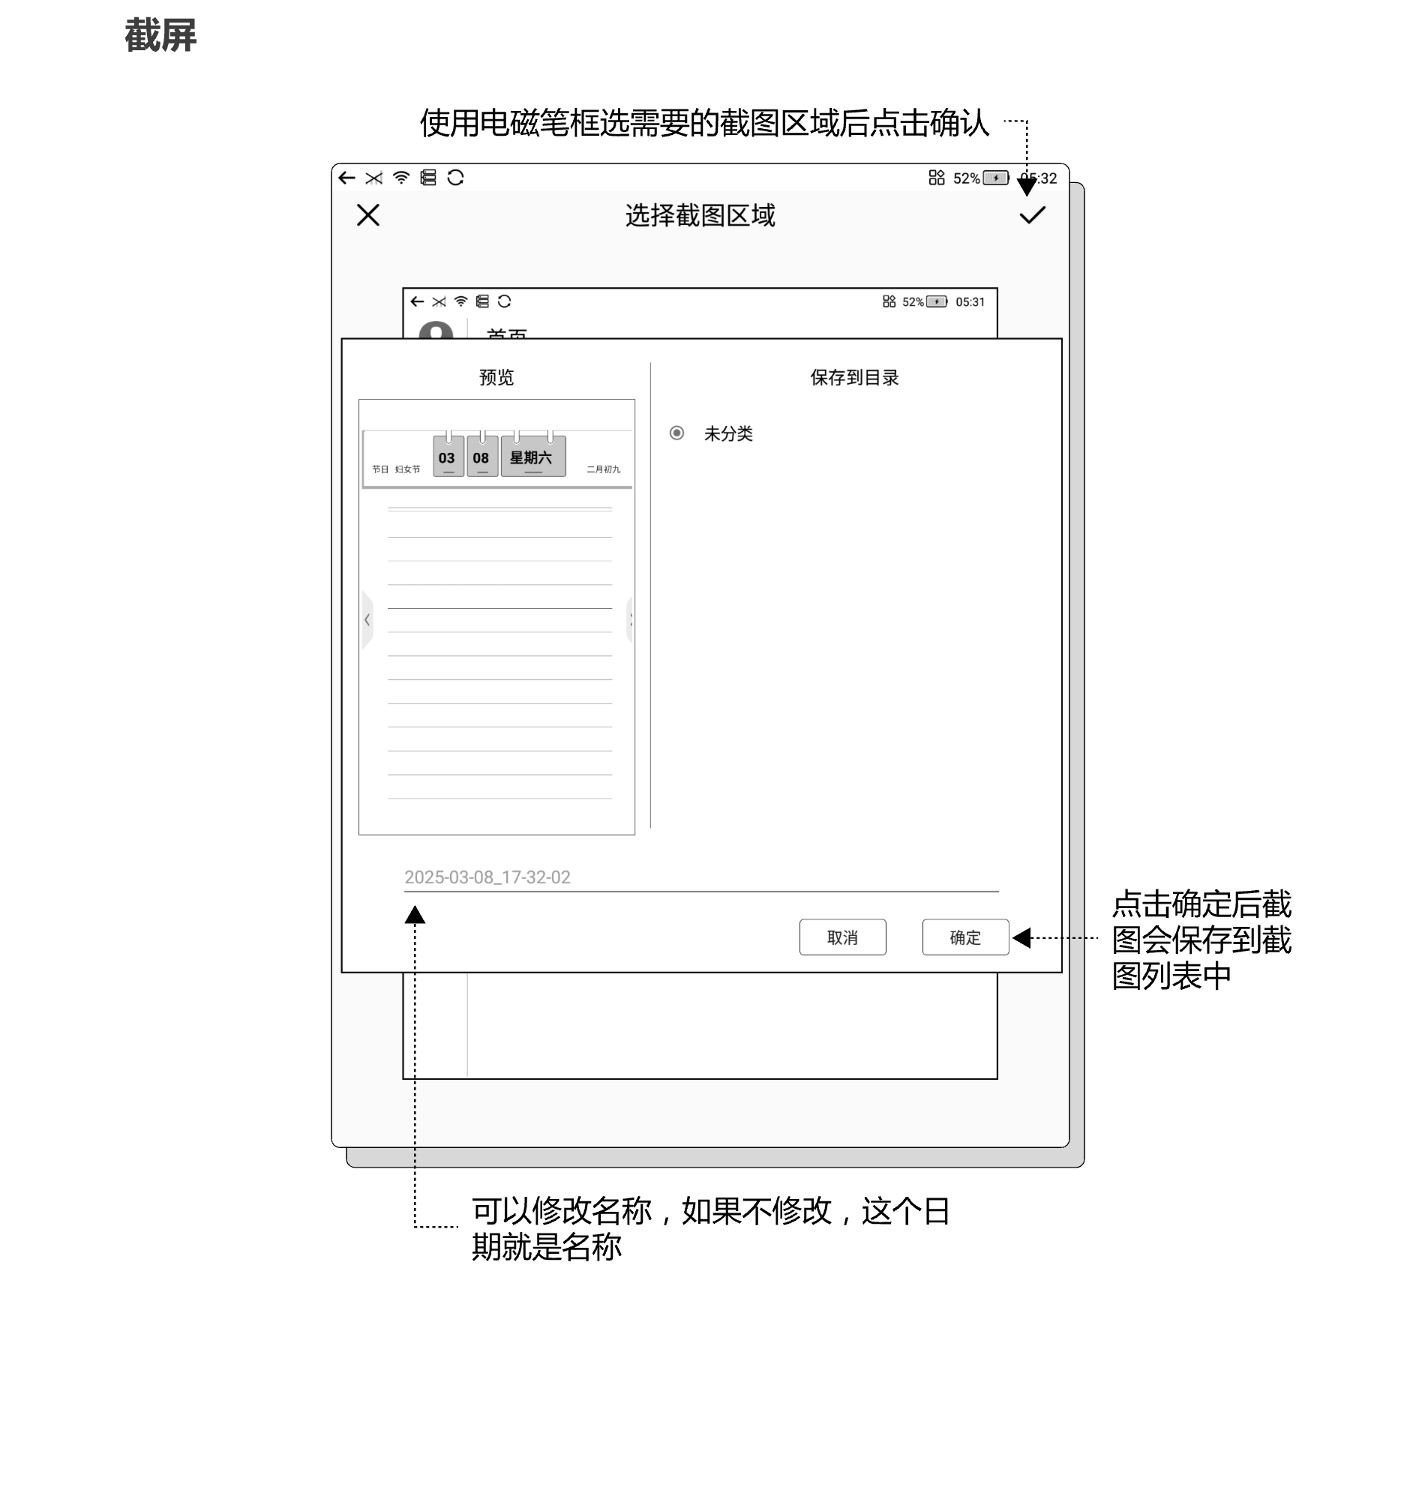 截屏
使用电磁笔框选需要的截图区域后点击确认
52% 05:32
选择截图区域
52% 05:31
首页
预览
保存到目录
未分类
节日 妇女节 03 08 星期六 二月初九
2025-03-08_17-32-02
取消 确定
点击确定后截
图会保存到截
图列表中
可以修改名称，如果不修改，这个日
期就是名称